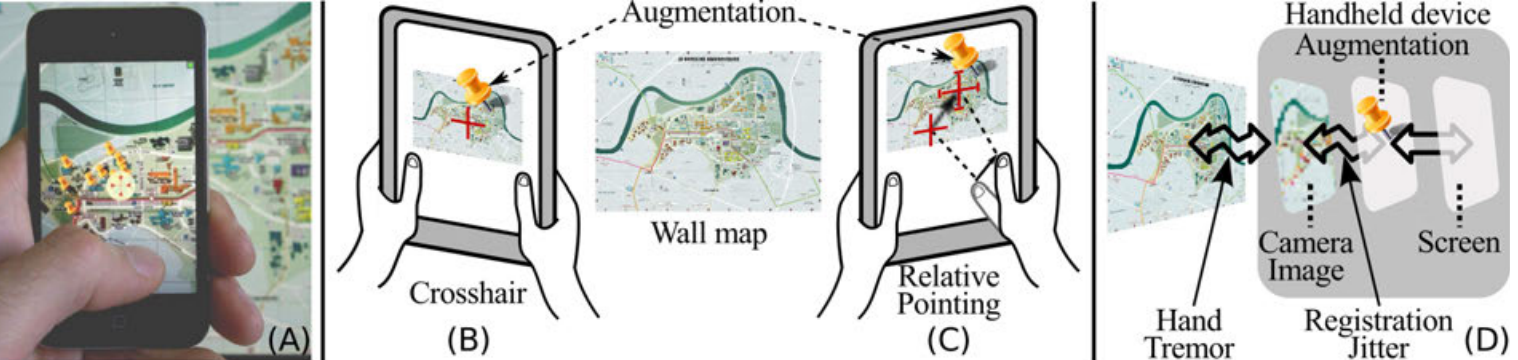 (A)
Augmentation
Crosshair
(B)
Wall map
Relative
Pointing
(C)
Handheld device
Augmentation
Camera
Image
Screen
Hand
Tremor
Registration
Jitter
(D)